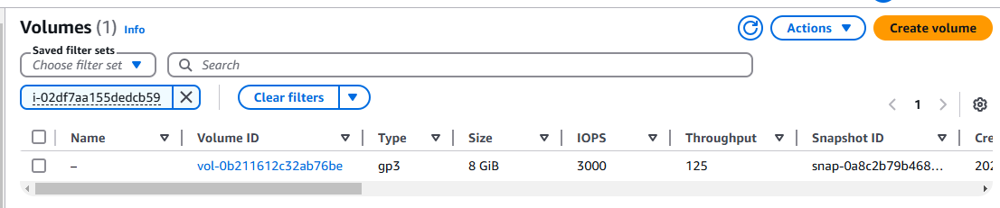 Volumes (1) Info
Actions
Create volume
Saved filter sets
Choose filter set
Search
i-02df7aa155dedcb59
Clear filters
1
Name Volume ID Type Size IOPS Throughput Snapshot ID Cre
– vol-0b211612c32ab76be gp3 8 GiB 3000 125 snap-0a8c2b79b468... 202